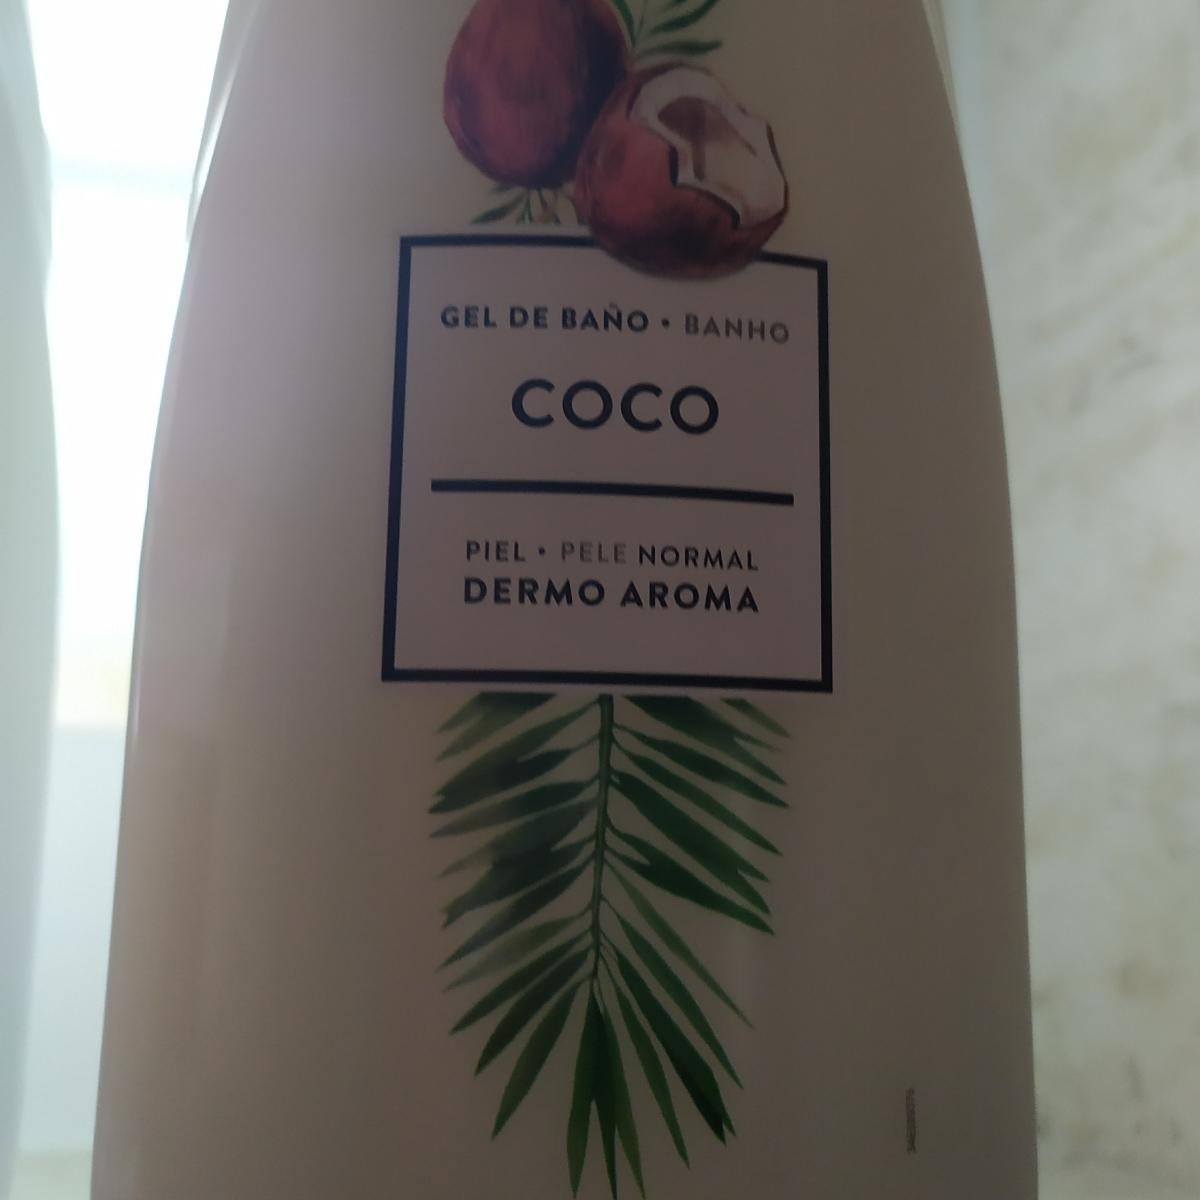 GEL DE BAÑO • BANHO
COCO
PIEL • PELE NORMAL
DERMO AROMA